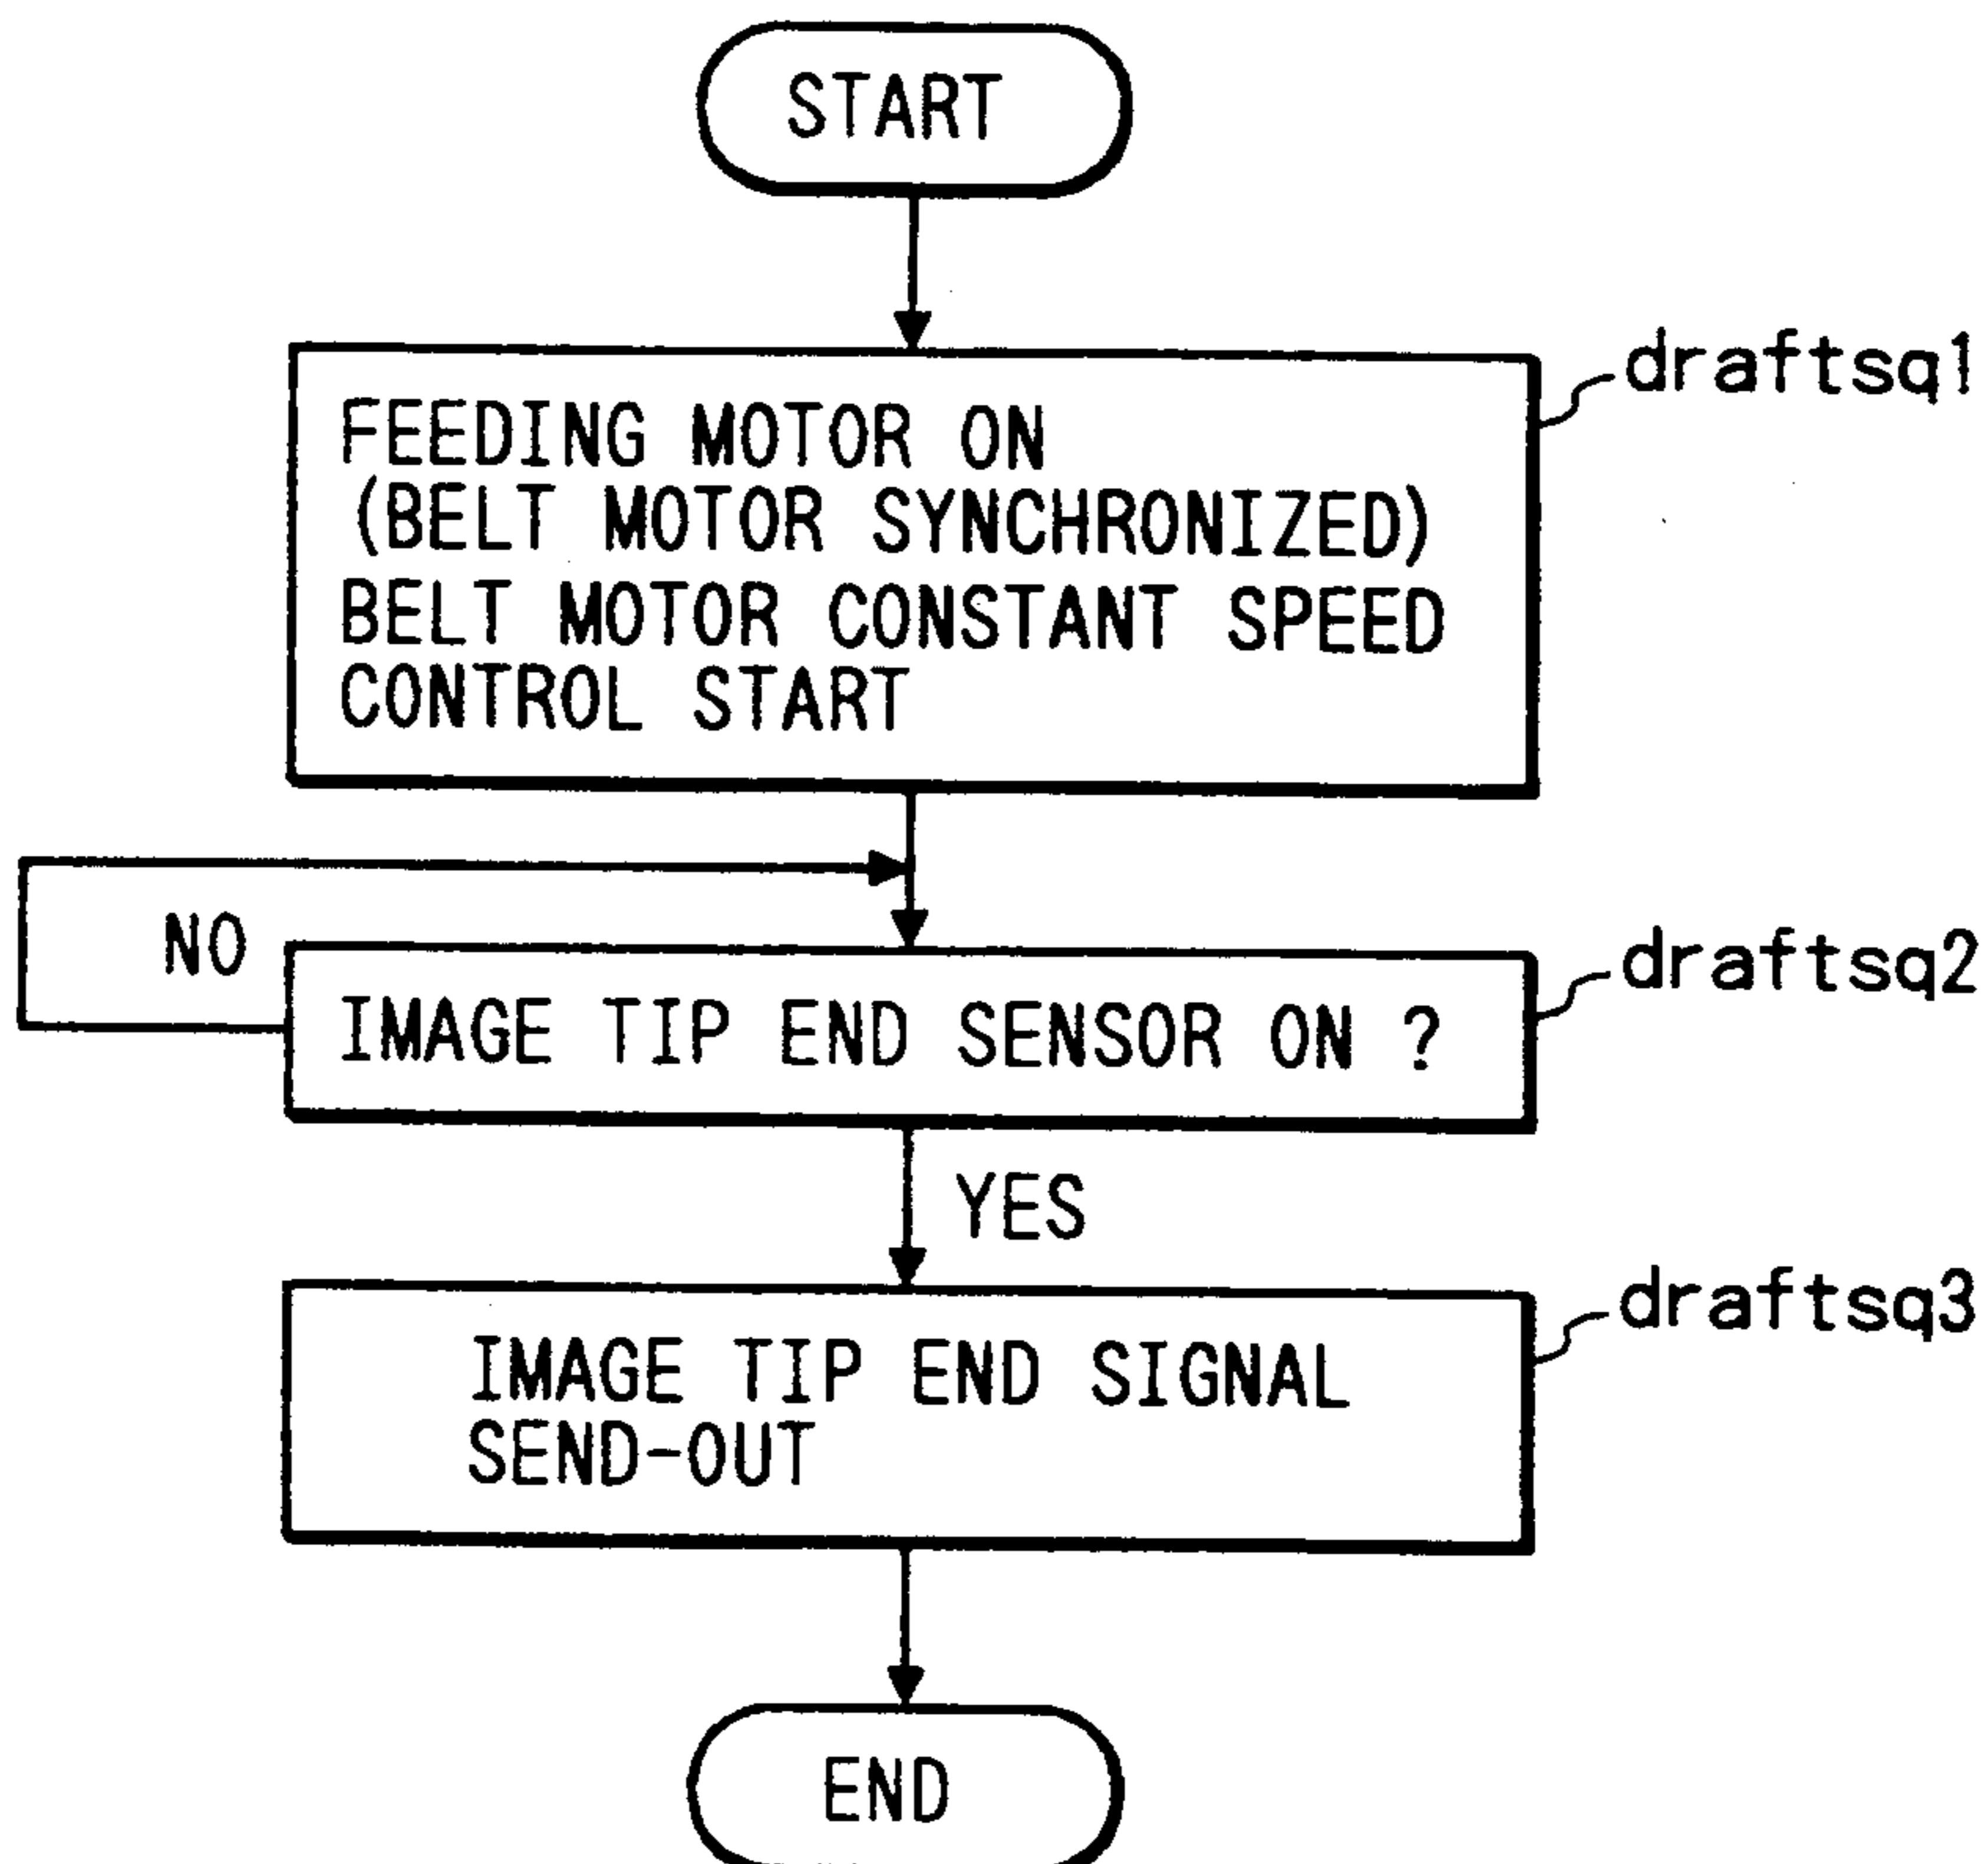 START
draftsq1
FEEDING MOTOR ON
(BELT MOTOR SYNCHRONIZED)
BELT MOTOR CONSTANT SPEED
CONTROL START
NO
draftsq2
IMAGE TIP END SENSOR ON ?
YES
draftsq3
IMAGE TIP END SIGNAL
SEND-OUT
END